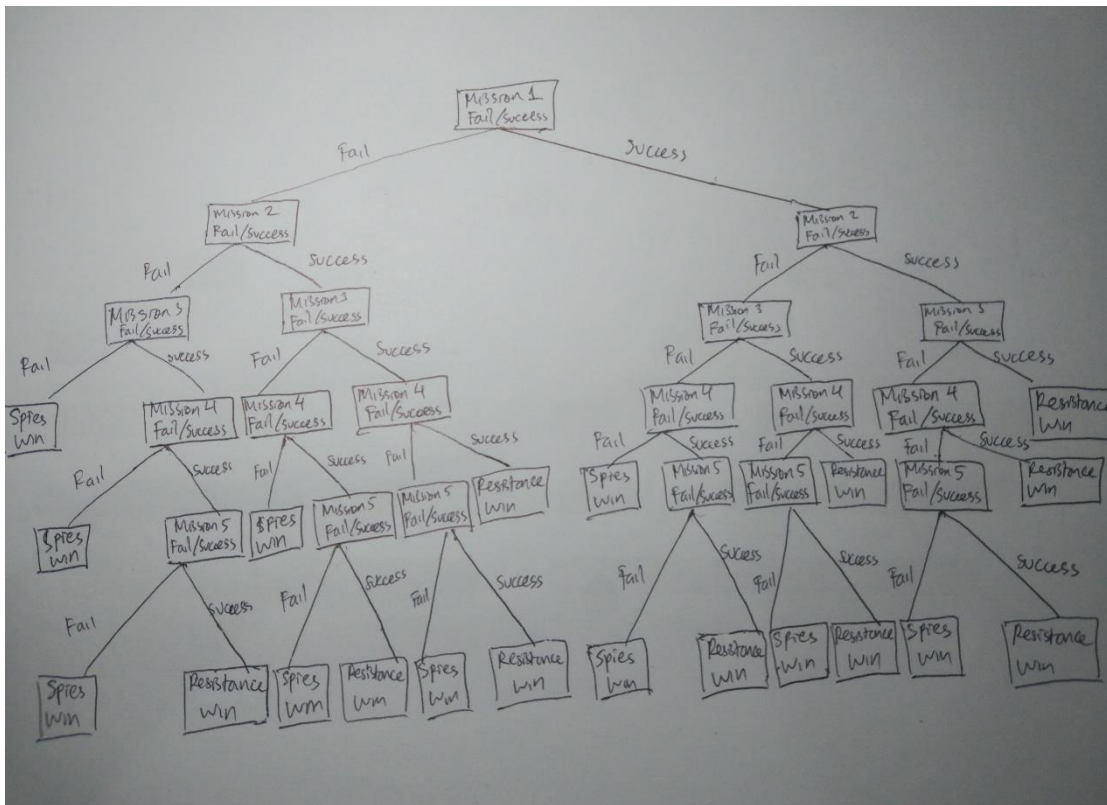 Mission 1
Fail/Success
Fail
Success
Mission 2
Fail/Success
Mission 2
Fail/Success
Fail
Success
Fail
Success
Mission 3
Fail/Success
Mission 3
Fail/Success
Mission 3
Fail/Success
Mission 3
Fail/Success
Fail
Success
Fail
Success
Fail
Success
Fail
Success
Spies
Win
Mission 4
Fail/Success
Mission 4
Fail/Success
Mission 4
Fail/Success
Mission 4
Fail/Success
Mission 4
Fail/Success
Mission 4
Fail/Success
Resistance
Win
Fail
Success
Fail
Success
Fail
Success
Fail
Success
Fail
Success
Fail
Success
Spies
Win
Mission 5
Fail/Success
Spies
Win
Mission 5
Fail/Success
Mission 5
Fail/Success
Resistance
Win
Spies
Win
Mission 5
Fail/Success
Mission 5
Fail/Success
Resistance
Win
Mission 5
Fail/Success
Resistance
Win
Fail
Success
Fail
Success
Fail
Success
Fail
Success
Fail
Success
Fail
Success
Spies
Win
Resistance
Win
Spies
Win
Resistance
Win
Spies
Win
Resistance
Win
Spies
Win
Resistance
Win
Spies
Win
Resistance
Win
Spies
Win
Resistance
Win